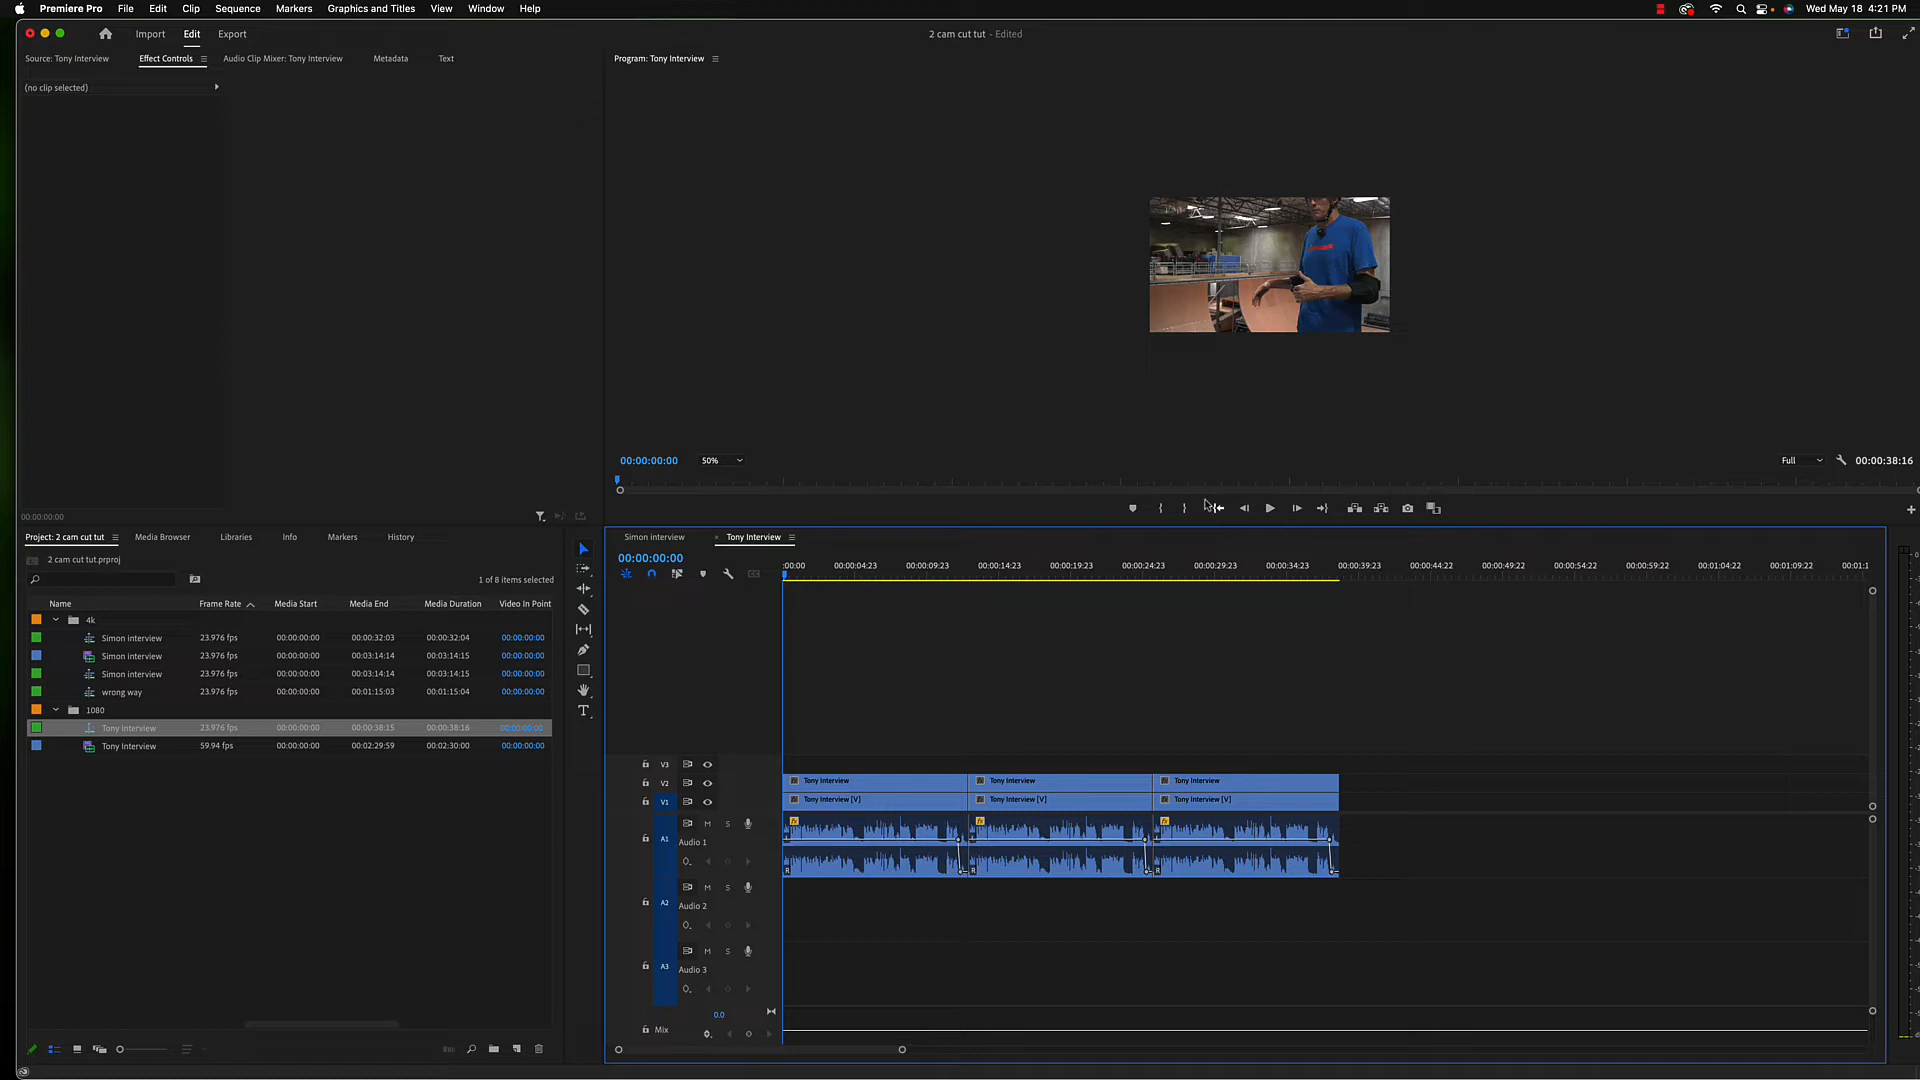 Premiere Pro File Edit Clip Sequence Markers Graphics and Titles View Window Help Wed May 18 4:21 PM
Import Edit Export 2 cam cut tut - Edited
Source: Tony Interview Effect Controls Audio Clip Mixer: Tony Interview Metadata Text Program: Tony Interview
(no clip selected)
00:00:00:00 50% Full 00:00:38:16
00:00:00:00
Project: 2 cam cut tut Media Browser Libraries Info Markers History Simon interview × Tony Interview
2 cam cut tut.prproj 00:00:00:00
:00:00 00:00:04:23 00:00:09:23 00:00:14:23 00:00:19:23 00:00:24:23 00:00:29:23 00:00:34:23 00:00:39:23 00:00:44:22 00:00:49:22 00:00:54:22 00:00:59:22 00:01:04:22 00:01:09:22 00:01:1
1 of 8 items selected
Name Frame Rate Media Start Media End Media Duration Video In Point
4k
Simon interview 23.976 fps 00:00:00:00 00:00:32:03 00:00:32:04 00:00:00:00
Simon interview 23.976 fps 00:00:00:00 00:03:14:14 00:03:14:15 00:00:00:00
Simon interview 23.976 fps 00:00:00:00 00:03:14:14 00:03:14:15 00:00:00:00
wrong way 23.976 fps 00:00:00:00 00:01:15:03 00:01:15:04 00:00:00:00
1080
Tony Interview 23.976 fps 00:00:00:00 00:00:38:15 00:00:38:16 00:00:00:00
Tony Interview 59.94 fps 00:00:00:00 00:02:29:59 00:02:30:00 00:00:00:00
V3
V2 Tony Interview Tony Interview Tony Interview
V1 Tony Interview [V] Tony Interview [V] Tony Interview [V]
fx fx fx
M S
A1 Audio 1
R R R
M S
A2 Audio 2
M S
A3 Audio 3
0.0
Mix